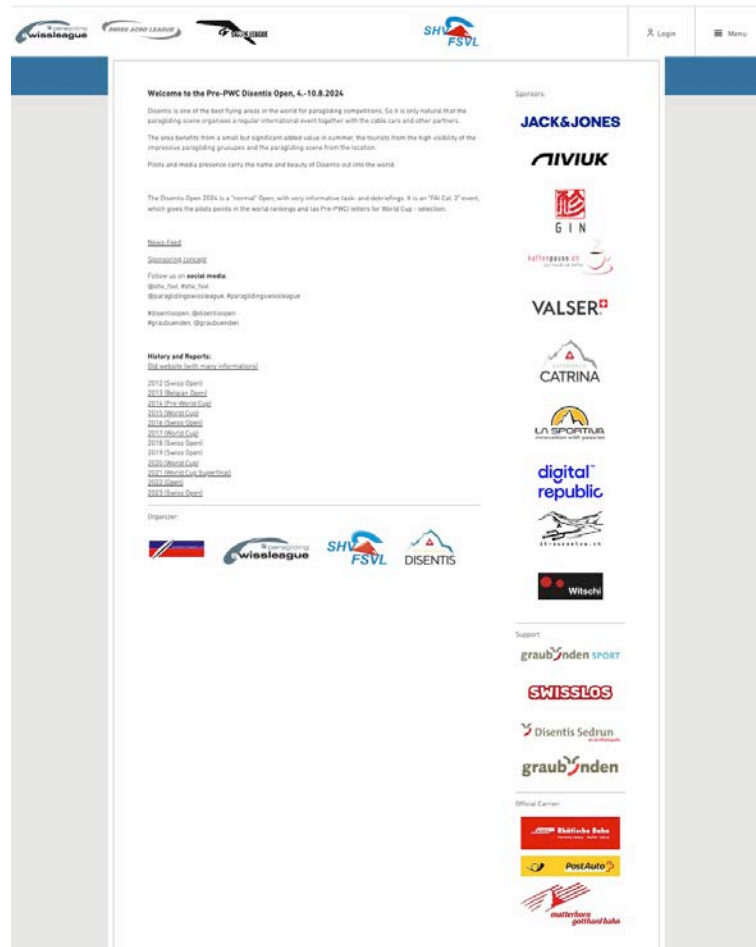 paragliding
swissleague
SWISS ACRO LEAGUE
LEAGUE
SHV
FSVL
Login
Menu
Welcome to the Pre-PWC Disentis Open, 4.-10.8.2024
Disentis is one of the best flying areas in the world for paragliding competitions. So it is only natural that the
paragliding scene organises a regular international event together with the cable cars and other partners.
The area benefits from a small but significant added value in summer, the tourists from the high visibility of the
impressive paragliding groupes and the paragliding scene from the location.
Pilots and media presence carry the name and beauty of Disentis out into the world.
The Disentis Open 2024 is a "normal" Open, with very informative task- and debriefings. It is an "FAI Cat. 2" event,
which gives the pilots points in the world rankings and (as Pre-PWC) letters for World Cup - selection.
News-Feed
Sponsoring concept
Follow us on social media:
@shv_fsvl, #shv_fsvl
@paraglidingswissleague, #paraglidingswissleague
#disentisopen, @disentisopen
#graubuenden, @graubuenden
History and Reports:
Old website (with many informations)
2012 (Swiss Open)
2013 (Belgian Open)
2014 (Pre-World Cup)
2015 (World Cup)
2016 (Swiss Open)
2017 (World Cup)
2018 (Swiss Open)
2019 (Swiss Open)
2020 (World Cup)
2021 (World Cup Superfinal)
2022 (Open)
2023 (Swiss Open)
Organizer:
paragliding
swissleague
SHV
FSVL
DISENTIS
Sponsors:
JACK&JONES
NIVIUK
GIN
kaffeepause.ch
VALSER
CATRINA
LA SPORTIVA
innovation with passion
digital
republic
Witschi
Support:
graubünden SPORT
SWISSLOS
Disentis Sedrun
graubünden
Official Carrier:
Rhätische Bahn
PostAuto
matterhorn
gotthard bahn